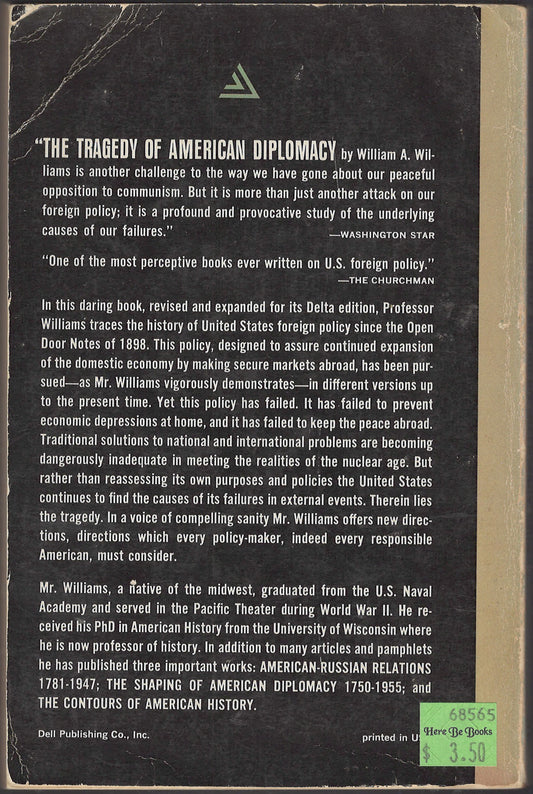 “THE TRAGEDY OF AMERICAN DIPLOMACY by William A. Wil-
liams is another challenge to the way we have gone about our peaceful
opposition to communism. But it is more than just another attack on our
foreign policy; it is a profound and provocative study of the underlying
causes of our failures.”
—WASHINGTON STAR
“One of the most perceptive books ever written on U.S. foreign policy.”
—THE CHURCHMAN
In this daring book, revised and expanded for its Delta edition, Professor
Williams traces the history of United States foreign policy since the Open
Door Notes of 1898. This policy, designed to assure continued expansion
of the domestic economy by making secure markets abroad, has been pur-
sued—as Mr. Williams vigorously demonstrates—in different versions up
to the present time. Yet this policy has failed. It has failed to prevent
economic depressions at home, and it has failed to keep the peace abroad.
Traditional solutions to national and international problems are becoming
dangerously inadequate in meeting the realities of the nuclear age. But
rather than reassessing its own purposes and policies the United States
continues to find the causes of its failures in external events. Therein lies
the tragedy. In a voice of compelling sanity Mr. Williams offers new direc-
tions, directions which every policy-maker, indeed every responsible
American, must consider.
Mr. Williams, a native of the midwest, graduated from the U.S. Naval
Academy and served in the Pacific Theater during World War II. He re-
ceived his PhD in American History from the University of Wisconsin where
he is now professor of history. In addition to many articles and pamphlets
he has published three important works: AMERICAN-RUSSIAN RELATIONS
1781-1947; THE SHAPING OF AMERICAN DIPLOMACY 1750-1955; and
THE CONTOURS OF AMERICAN HISTORY.
Dell Publishing Co., Inc.
printed in
68565
Here Be Books
$ 3.50